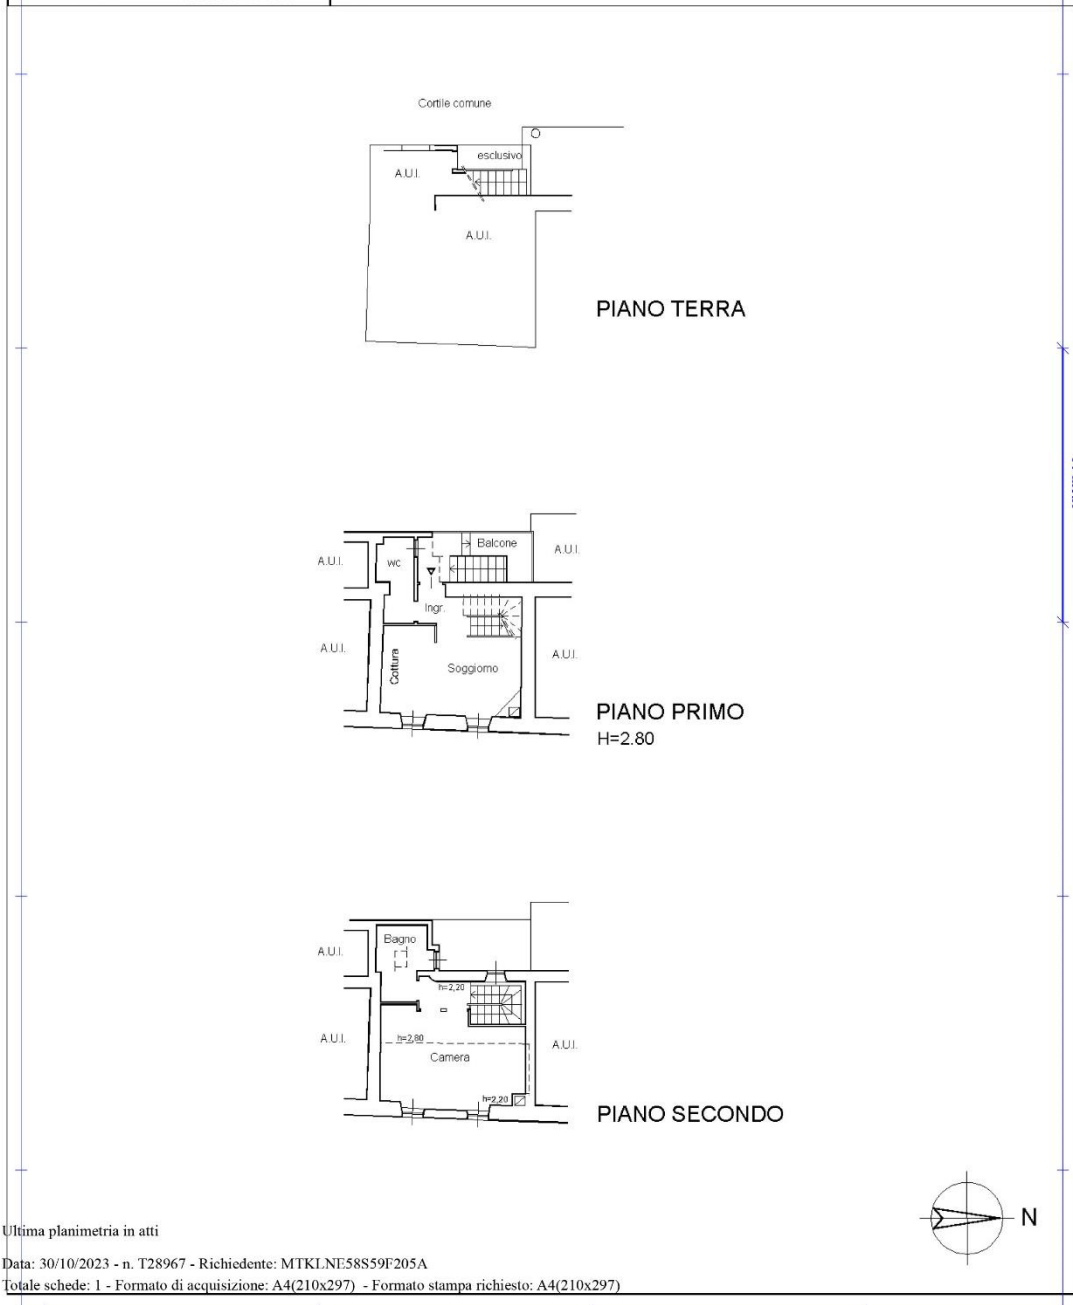 Cortile comune
esclusivo
A.U.I.
A.U.I.
PIANO TERRA
Balcone
A.U.I.
A.U.I.
wc
Ingr.
A.U.I.
A.U.I.
Cottura
Soggiorno
PIANO PRIMO
H=2.80
Bagno
A.U.I.
h=2,20
A.U.I.
h=2,80
A.U.I.
Camera
h=2,20
PIANO SECONDO
N
Ultima planimetria in atti
Data: 30/10/2023 - n. T28967 - Richiedente: MTKLNE58S59F205A
Totale schede: 1 - Formato di acquisizione: A4(210x297) - Formato stampa richiesto: A4(210x297)